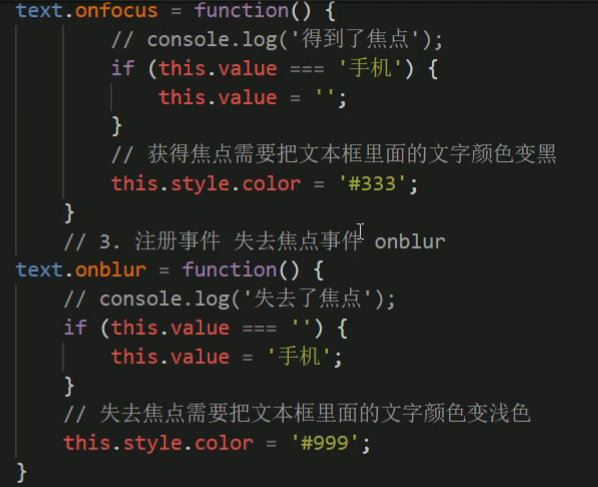 text.onfocus = function() {
// console.log('得到了焦点');
if (this.value === '手机') {
this.value = '';
}
// 获得焦点需要把文本框里面的文字颜色变黑
this.style.color = '#333';
}
// 3. 注册事件 失去焦点事件 onblur
text.onblur = function() {
// console.log('失去了焦点');
if (this.value === '') {
this.value = '手机';
}
// 失去焦点需要把文本框里面的文字颜色变浅色
this.style.color = '#999';
}